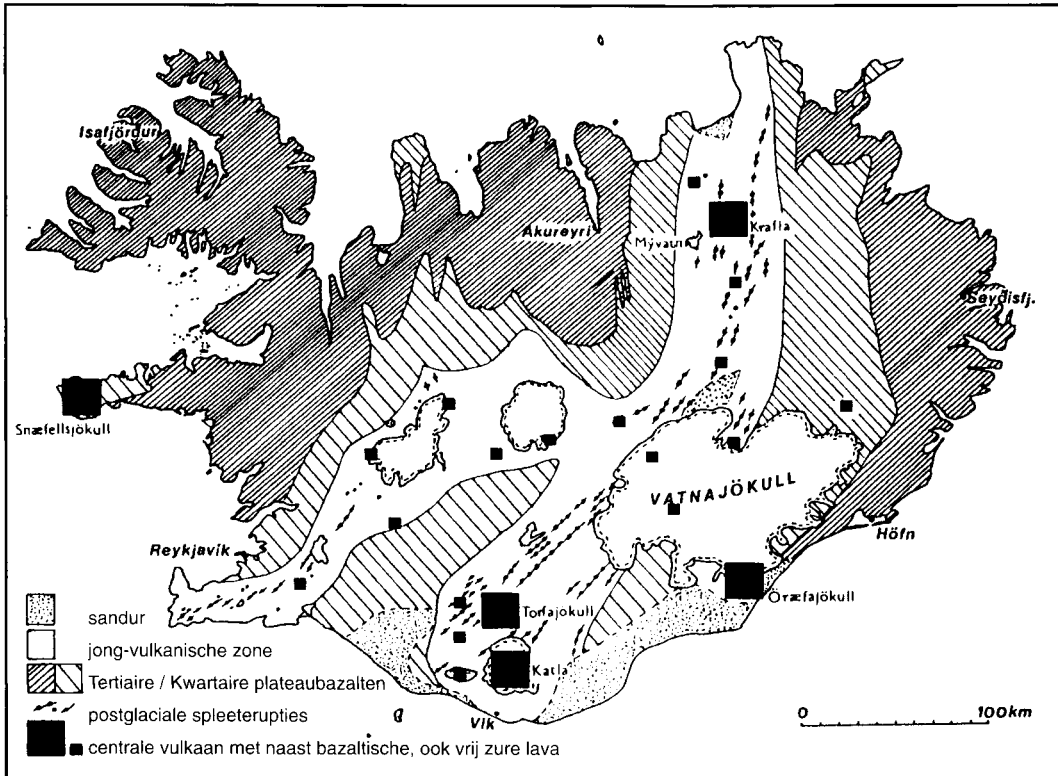 Isafjördur
Akureyri
Krafla
Mývatn
Seydisfj.
Snæfellsjökull
VATNAJÖKULL
Höfn
Reykjavík
Öræfajökull
Torfajökull
Katla
Vik
sandur
jong-vulkanische zone
Tertiaire / Kwartaire plateaubazalten
postglaciale spleeterupties
centrale vulkaan met naast bazaltische, ook vrij zure lava
0 100km